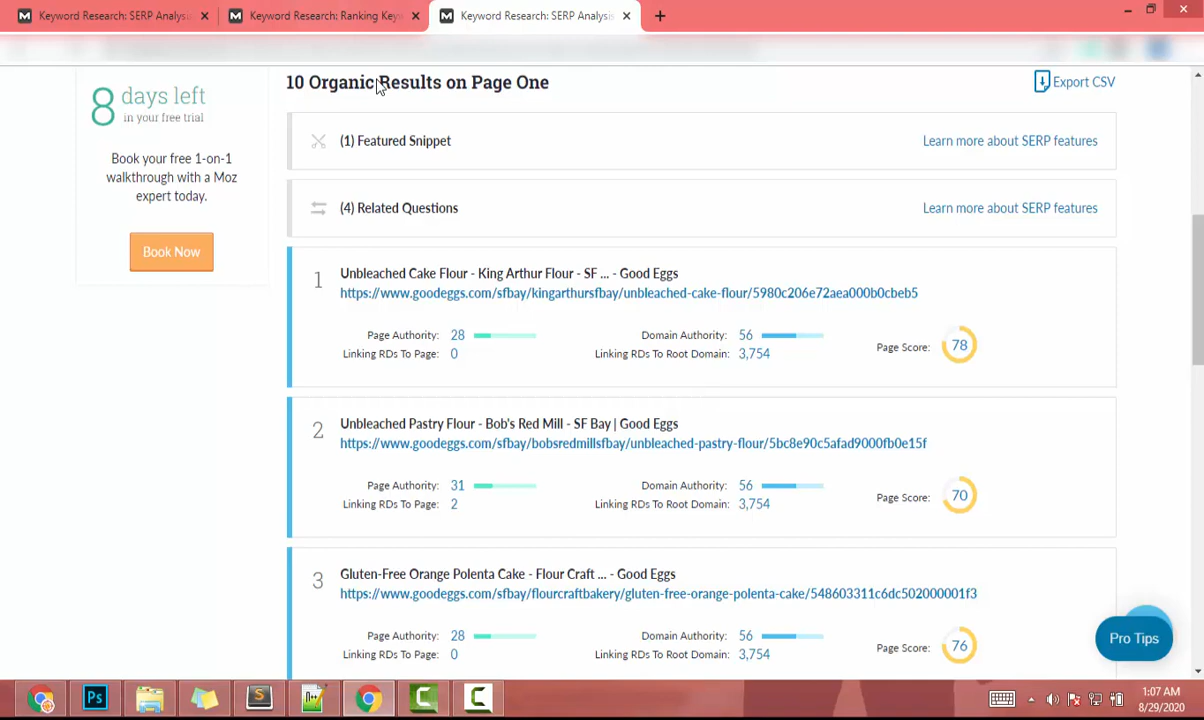 Keyword Research: SERP Analys
Keyword Research: Ranking Keyw
Keyword Research: SERP Analysis
8 days left
in your free trial
Book your free 1-on-1
walkthrough with a Moz
expert today.
Book Now
10 Organic Results on Page One
Export CSV
(1) Featured Snippet
Learn more about SERP features
(4) Related Questions
Learn more about SERP features
1
Unbleached Cake Flour - King Arthur Flour - SF ... - Good Eggs
https://www.goodeggs.com/sfbay/kingarthursfbay/unbleached-cake-flour/5980c206e72aea000b0cbeb5
Page Authority: 28
Domain Authority: 56
Linking RDs To Page: 0
Linking RDs To Root Domain: 3,754
Page Score: 78
2
Unbleached Pastry Flour - Bob's Red Mill - SF Bay | Good Eggs
https://www.goodeggs.com/sfbay/bobsredmillsfbay/unbleached-pastry-flour/5bc8e90c5afad9000fb0e15f
Page Authority: 31
Domain Authority: 56
Linking RDs To Page: 2
Linking RDs To Root Domain: 3,754
Page Score: 70
3
Gluten-Free Orange Polenta Cake - Flour Craft ... - Good Eggs
https://www.goodeggs.com/sfbay/flourcraftbakery/gluten-free-orange-polenta-cake/548603311c6dc502000001f3
Page Authority: 28
Domain Authority: 56
Linking RDs To Page: 0
Linking RDs To Root Domain: 3,754
Page Score: 76
Pro Tips
Ps
S
C
C
1:07 AM
8/29/2020